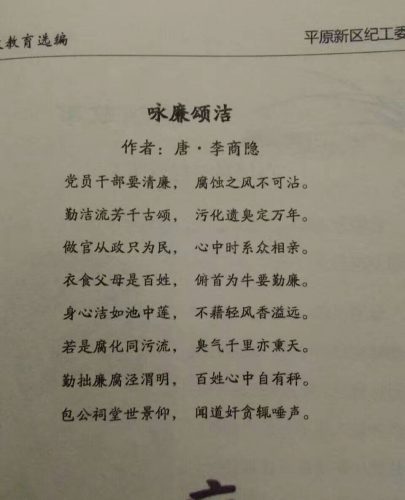 教育选编
平原新区纪工委
咏廉颂洁
作者：唐·李商隐
党员干部要清廉， 腐蚀之风不可沾。
勤洁流芳千古颂， 污化遗臭定万年。
做官从政只为民， 心中时系众相亲。
衣食父母是百姓， 俯首为牛要勤廉。
身心洁如池中莲， 不藉轻风香溢远。
若是腐化同污流， 臭气千里亦熏天。
勤拙廉腐泾渭明， 百姓心中自有秤。
包公祠堂世景仰， 闻道奸贪辄唾声。